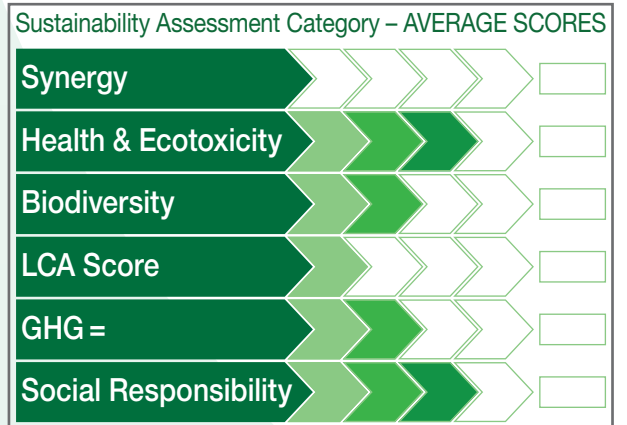 Sustainability Assessment Category – AVERAGE SCORES
Synergy
Health & Ecotoxicity
Biodiversity
LCA Score
GHG =
Social Responsibility